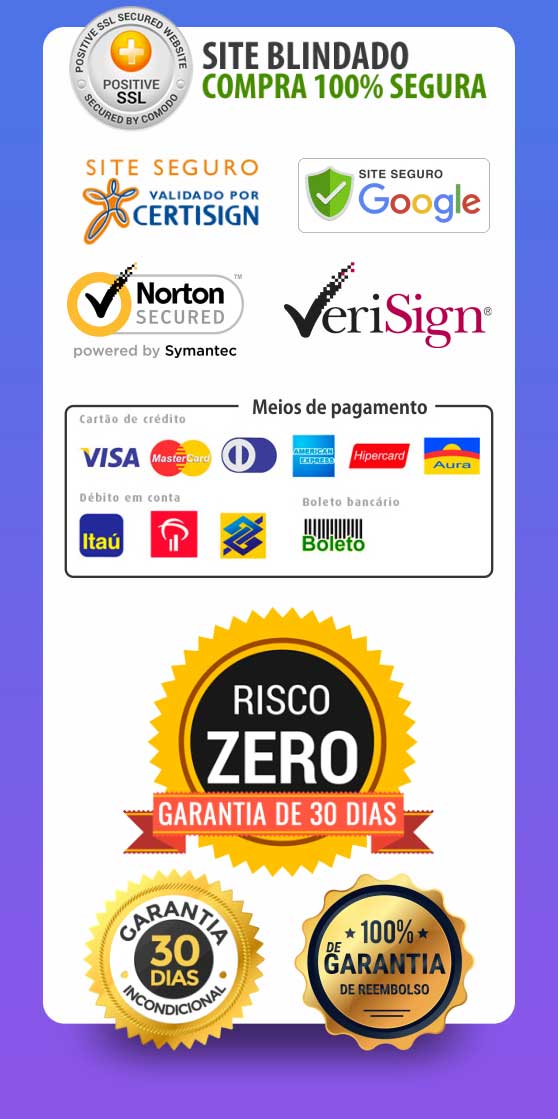 POSITIVE SSL SECURED WEBSITE
POSITIVE
SSL
SECURED BY COMODO
SITE BLINDADO
COMPRA 100% SEGURA
SITE SEGURO
VALIDADO POR
CERTISIGN
SITE SEGURO
Google
Norton™
SECURED
powered by Symantec
VeriSign®
Meios de pagamento
Cartão de crédito
VISA
MasterCard
AMERICAN
EXPRESS
Hipercard
Aura
Débito em conta
Boleto bancário
Itaú
Boleto
RISCO
ZERO
GARANTIA DE 30 DIAS
GARANTIA
30
DIAS
INCONDICIONAL
100%
DE
GARANTIA
DE REEMBOLSO